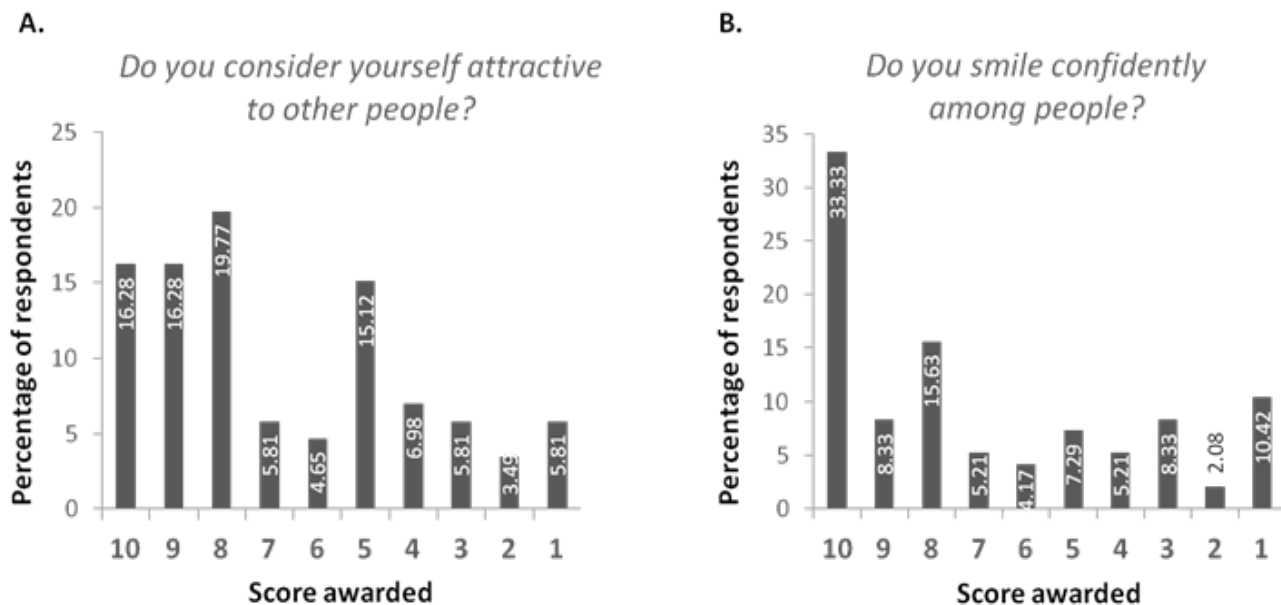 A.
Do you consider yourself attractive
to other people?
Percentage of respondents
25
20
15
10
5
0
16.28
16.28
19.77
5.81
4.65
15.12
6.98
5.81
3.49
5.81
10 9 8 7 6 5 4 3 2 1
Score awarded
B.
Do you smile confidently
among people?
Percentage of respondents
35
30
25
20
15
10
5
0
33.33
8.33
15.63
5.21
4.17
7.29
5.21
8.33
2.08
10.42
10 9 8 7 6 5 4 3 2 1
Score awarded